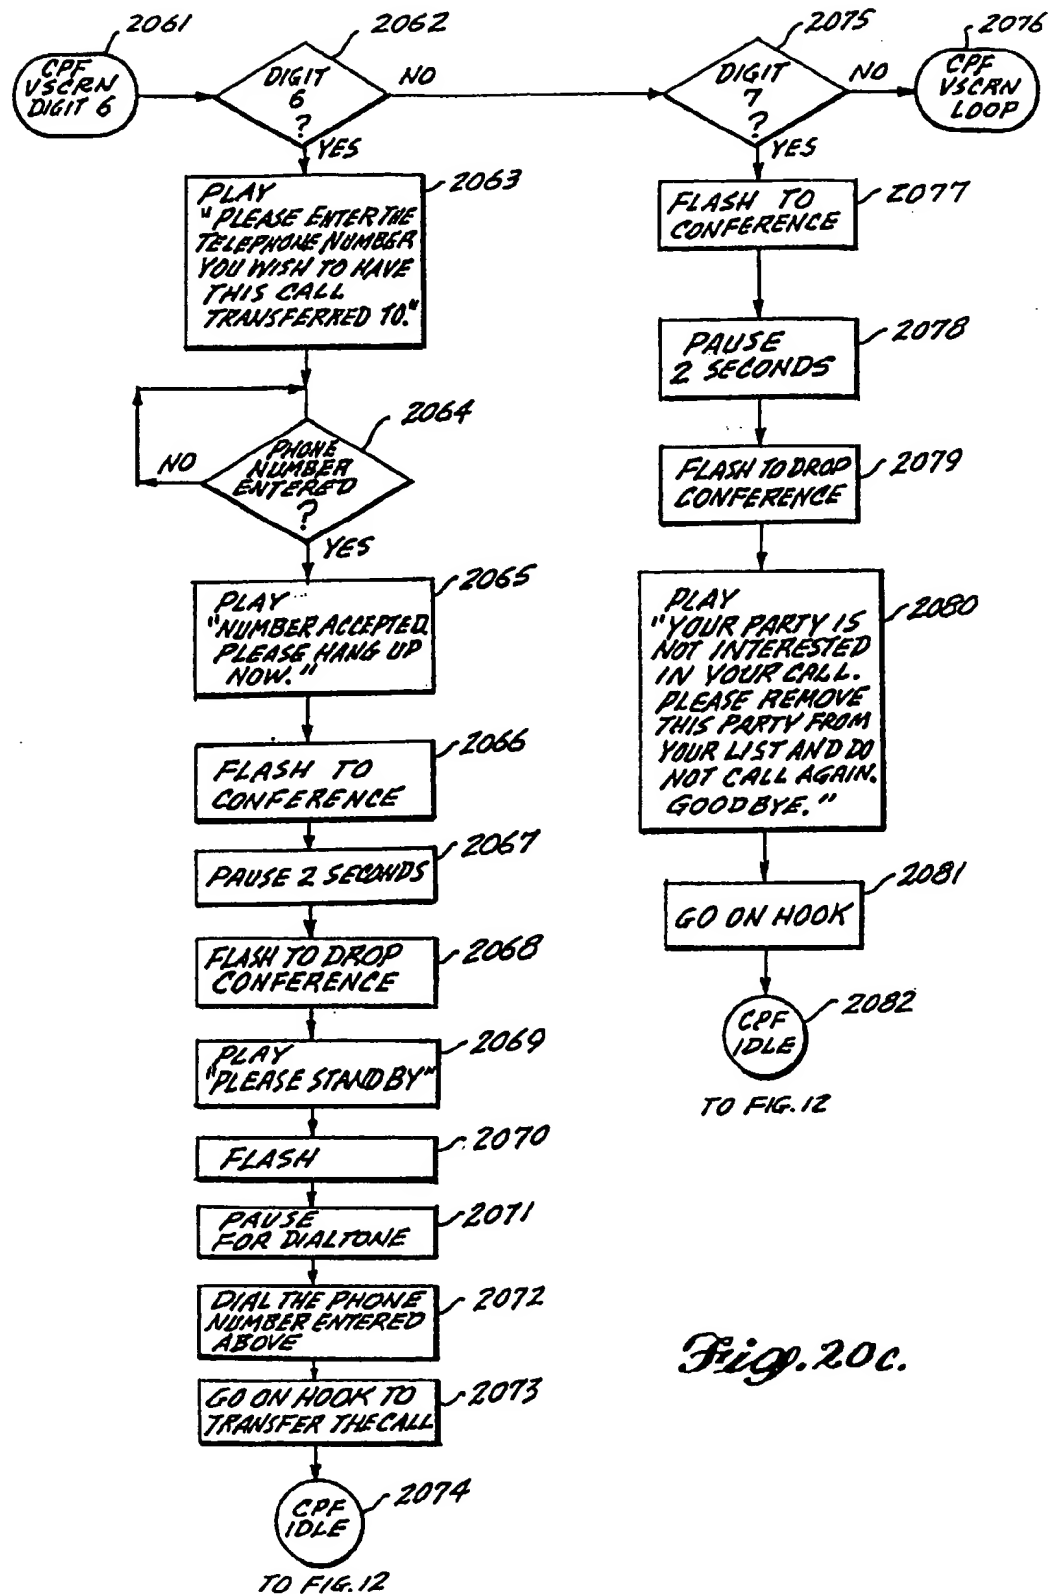 2061
CPF
VSCRN
DIGIT 6
2062
DIGIT
6
?
NO
YES
2075
DIGIT
7
?
NO
YES
2076
CPF
VSCRN
LOOP
2063
PLAY
"PLEASE ENTER THE
TELEPHONE NUMBER
YOU WISH TO HAVE
THIS CALL
TRANSFERRED TO."
2064
PHONE
NUMBER
ENTERED
?
NO
YES
2065
PLAY
"NUMBER ACCEPTED.
PLEASE HANG UP
NOW."
2066
FLASH TO
CONFERENCE
2067
PAUSE 2 SECONDS
2068
FLASH TO DROP
CONFERENCE
2069
PLAY
"PLEASE STAND BY"
2070
FLASH
2071
PAUSE
FOR DIALTONE
2072
DIAL THE PHONE
NUMBER ENTERED
ABOVE
2073
GO ON HOOK TO
TRANSFER THE CALL
2074
CPF
IDLE
TO FIG.12
2077
FLASH TO
CONFERENCE
2078
PAUSE
2 SECONDS
2079
FLASH TO DROP
CONFERENCE
2080
PLAY
"YOUR PARTY IS
NOT INTERESTED
IN YOUR CALL.
PLEASE REMOVE
THIS PARTY FROM
YOUR LIST AND DO
NOT CALL AGAIN.
GOODBYE."
2081
GO ON HOOK
2082
CPF
IDLE
TO FIG.12
Fig. 20c.